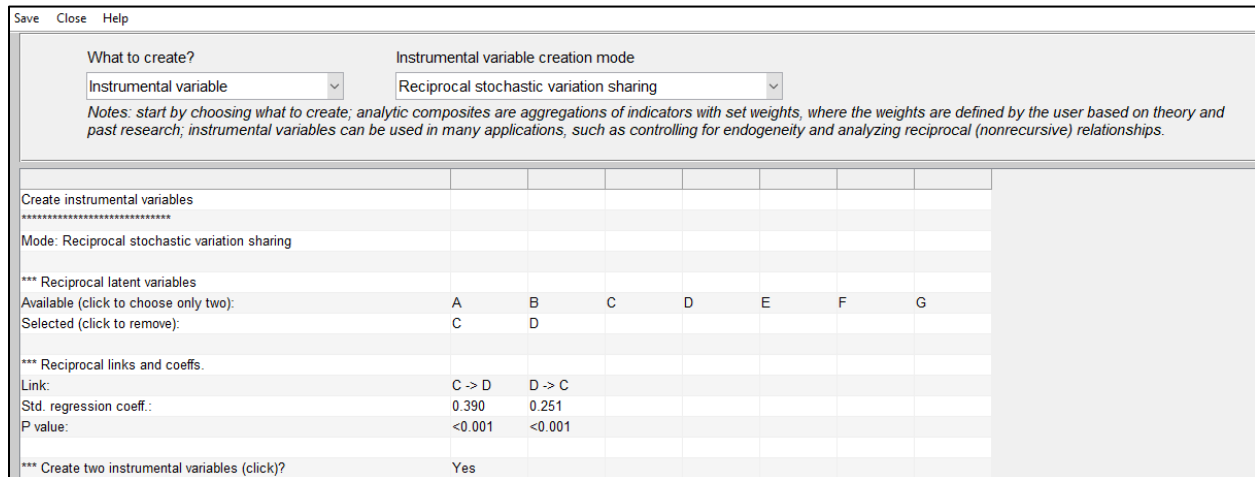 Save Close Help
What to create? Instrumental variable creation mode
Instrumental variable Reciprocal stochastic variation sharing
Notes: start by choosing what to create; analytic composites are aggregations of indicators with set weights, where the weights are defined by the user based on theory and
past research; instrumental variables can be used in many applications, such as controlling for endogeneity and analyzing reciprocal (nonrecursive) relationships.
Create instrumental variables
*****************************
Mode: Reciprocal stochastic variation sharing
*** Reciprocal latent variables
Available (click to choose only two): A B C D E F G
Selected (click to remove): C D
*** Reciprocal links and coeffs.
Link: C -> D D -> C
Std. regression coeff.: 0.390 0.251
P value: <0.001 <0.001
*** Create two instrumental variables (click)? Yes